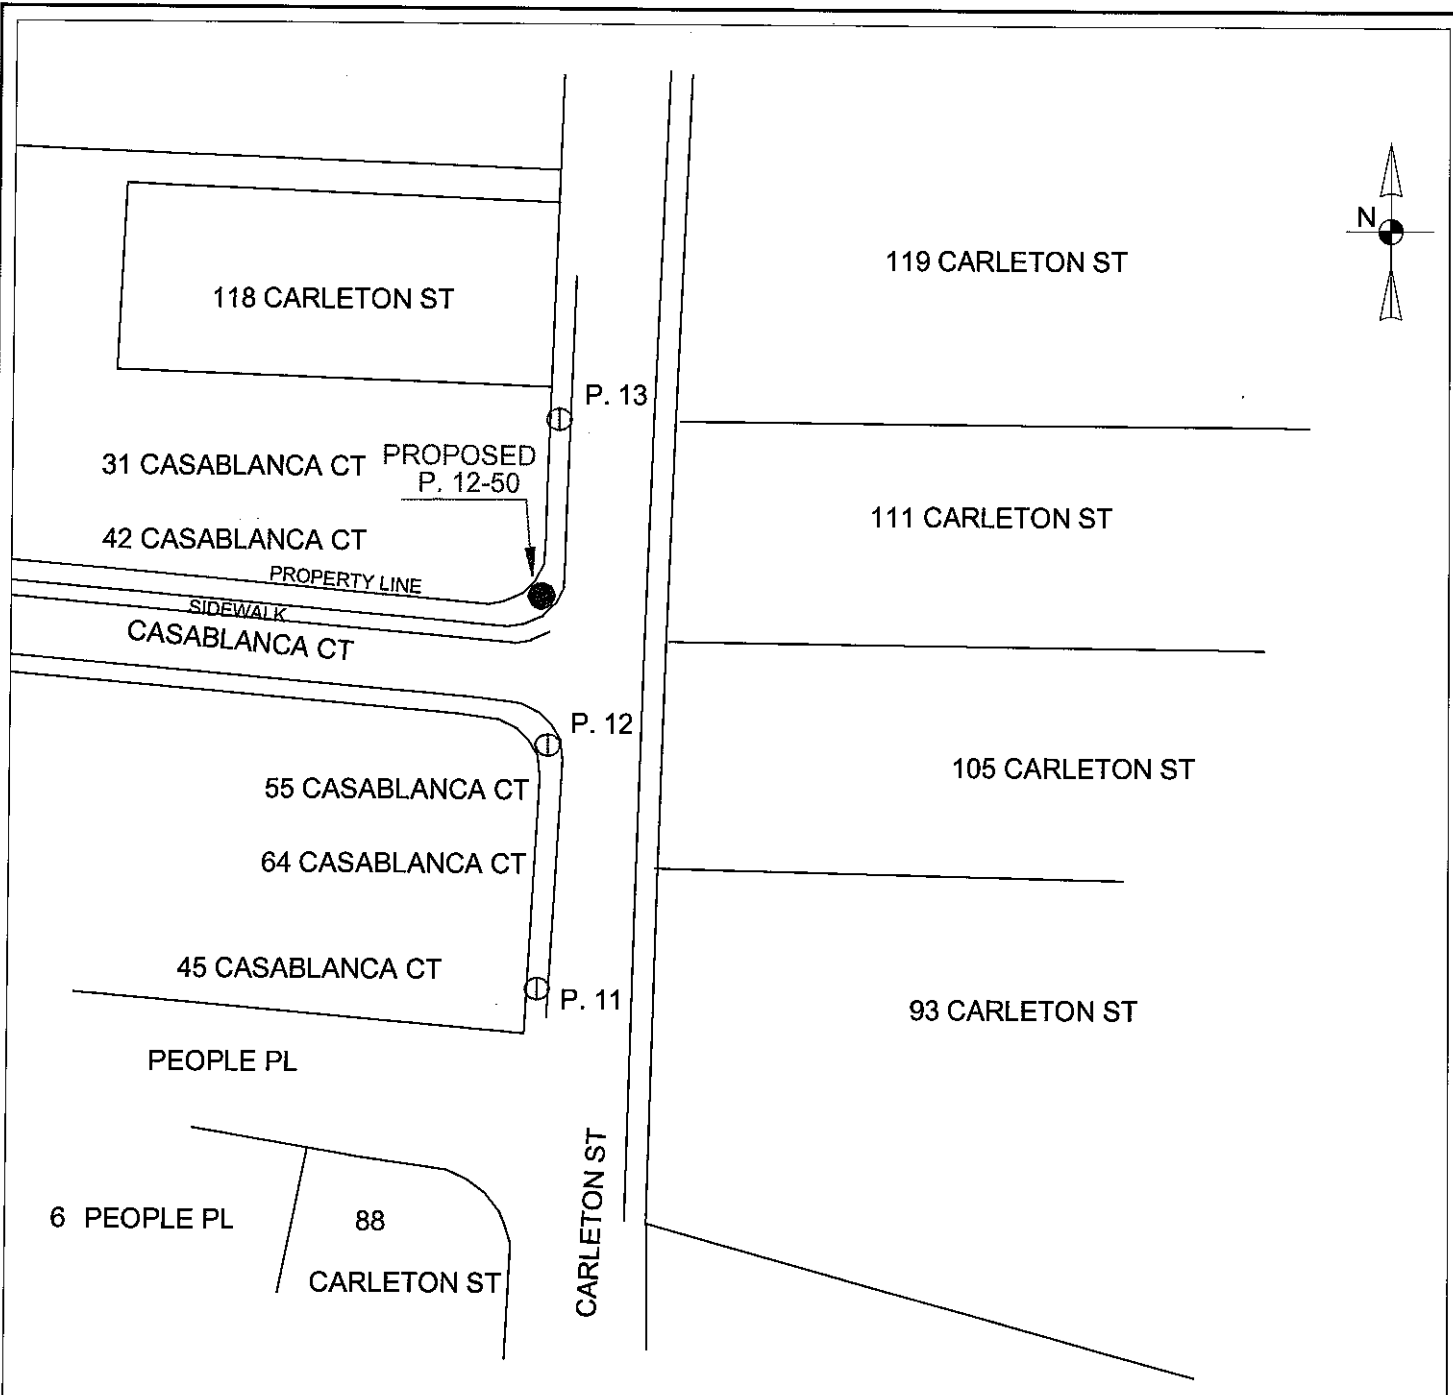 N
119 CARLETON ST
118 CARLETON ST
P. 13
31 CASABLANCA CT
PROPOSED
P. 12-50
111 CARLETON ST
42 CASABLANCA CT
PROPERTY LINE
SIDEWALK
CASABLANCA CT
P. 12
105 CARLETON ST
55 CASABLANCA CT
64 CASABLANCA CT
45 CASABLANCA CT
P. 11
93 CARLETON ST
PEOPLE PL
CARLETON ST
6 PEOPLE PL
88
CARLETON ST